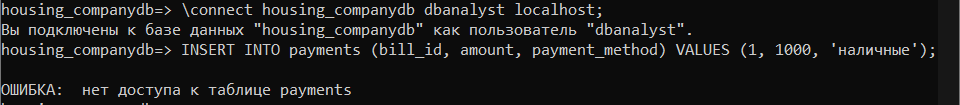 housing_companydb=> \connect housing_companydb dbanalyst localhost;
Вы подключены к базе данных "housing_companydb" как пользователь "dbanalyst".
housing_companydb=> INSERT INTO payments (bill_id, amount, payment_method) VALUES (1, 1000, 'наличные');
ОШИБКА:  нет доступа к таблице payments